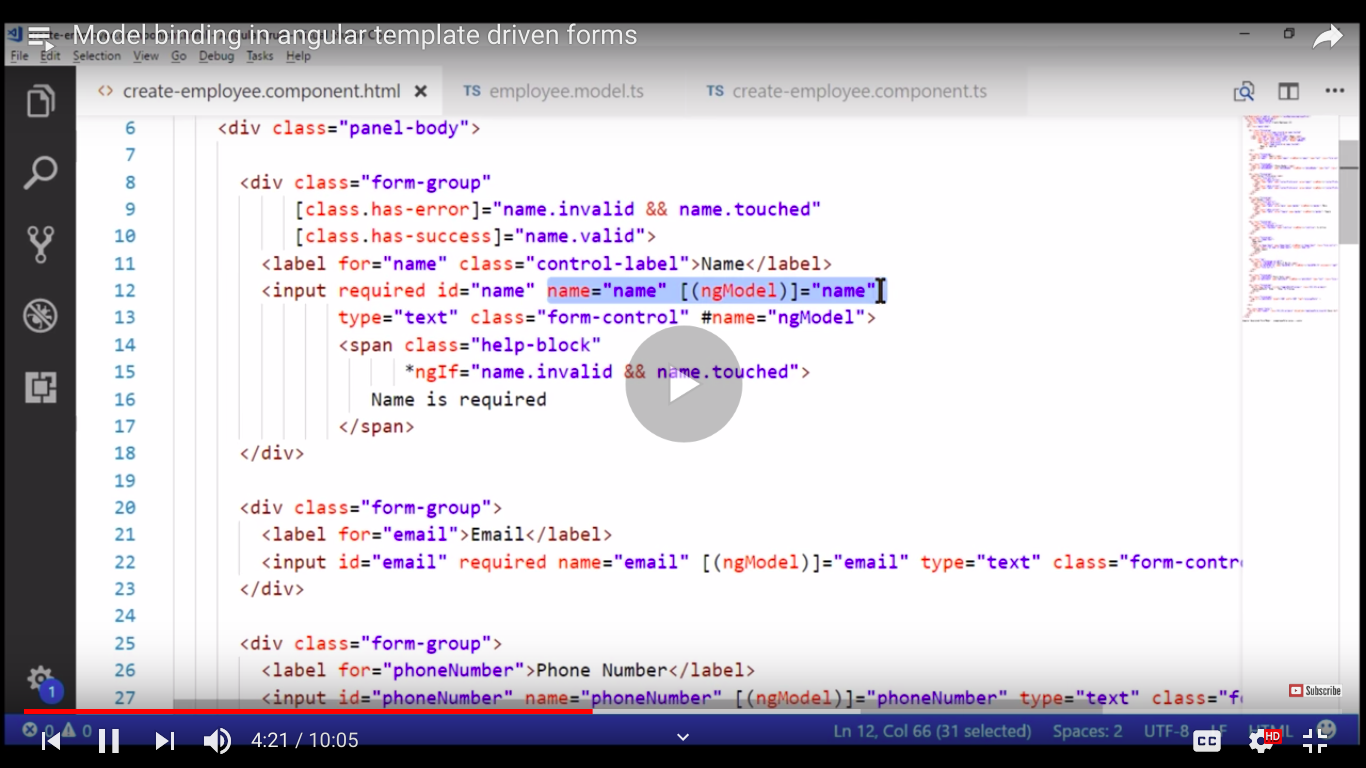 Model binding in angular template driven forms
File Edit Selection View Go Debug Tasks Help
<> create-employee.component.html TS employee.model.ts TS create-employee.component.ts
6 <div class="panel-body">
7
8 <div class="form-group"
9 [class.has-error]="name.invalid && name.touched"
10 [class.has-success]="name.valid">
11 <label for="name" class="control-label">Name</label>
12 <input required id="name" name="name" [(ngModel)]="name"
13 type="text" class="form-control" #name="ngModel">
14 <span class="help-block"
15 *ngIf="name.invalid && name.touched">
16 Name is required
17 </span>
18 </div>
19
20 <div class="form-group">
21 <label for="email">Email</label>
22 <input id="email" required name="email" [(ngModel)]="email" type="text" class="form-contr
23 </div>
24
25 <div class="form-group">
26 <label for="phoneNumber">Phone Number</label>
27 <input id="phoneNumber" name="phoneNumber" [(ngModel)]="phoneNumber" type="text" class="f
1
Subscribe
0 0 Ln 12, Col 66 (31 selected) Spaces: 2 UTF-8 LF HTML
4:21 / 10:05 CC HD